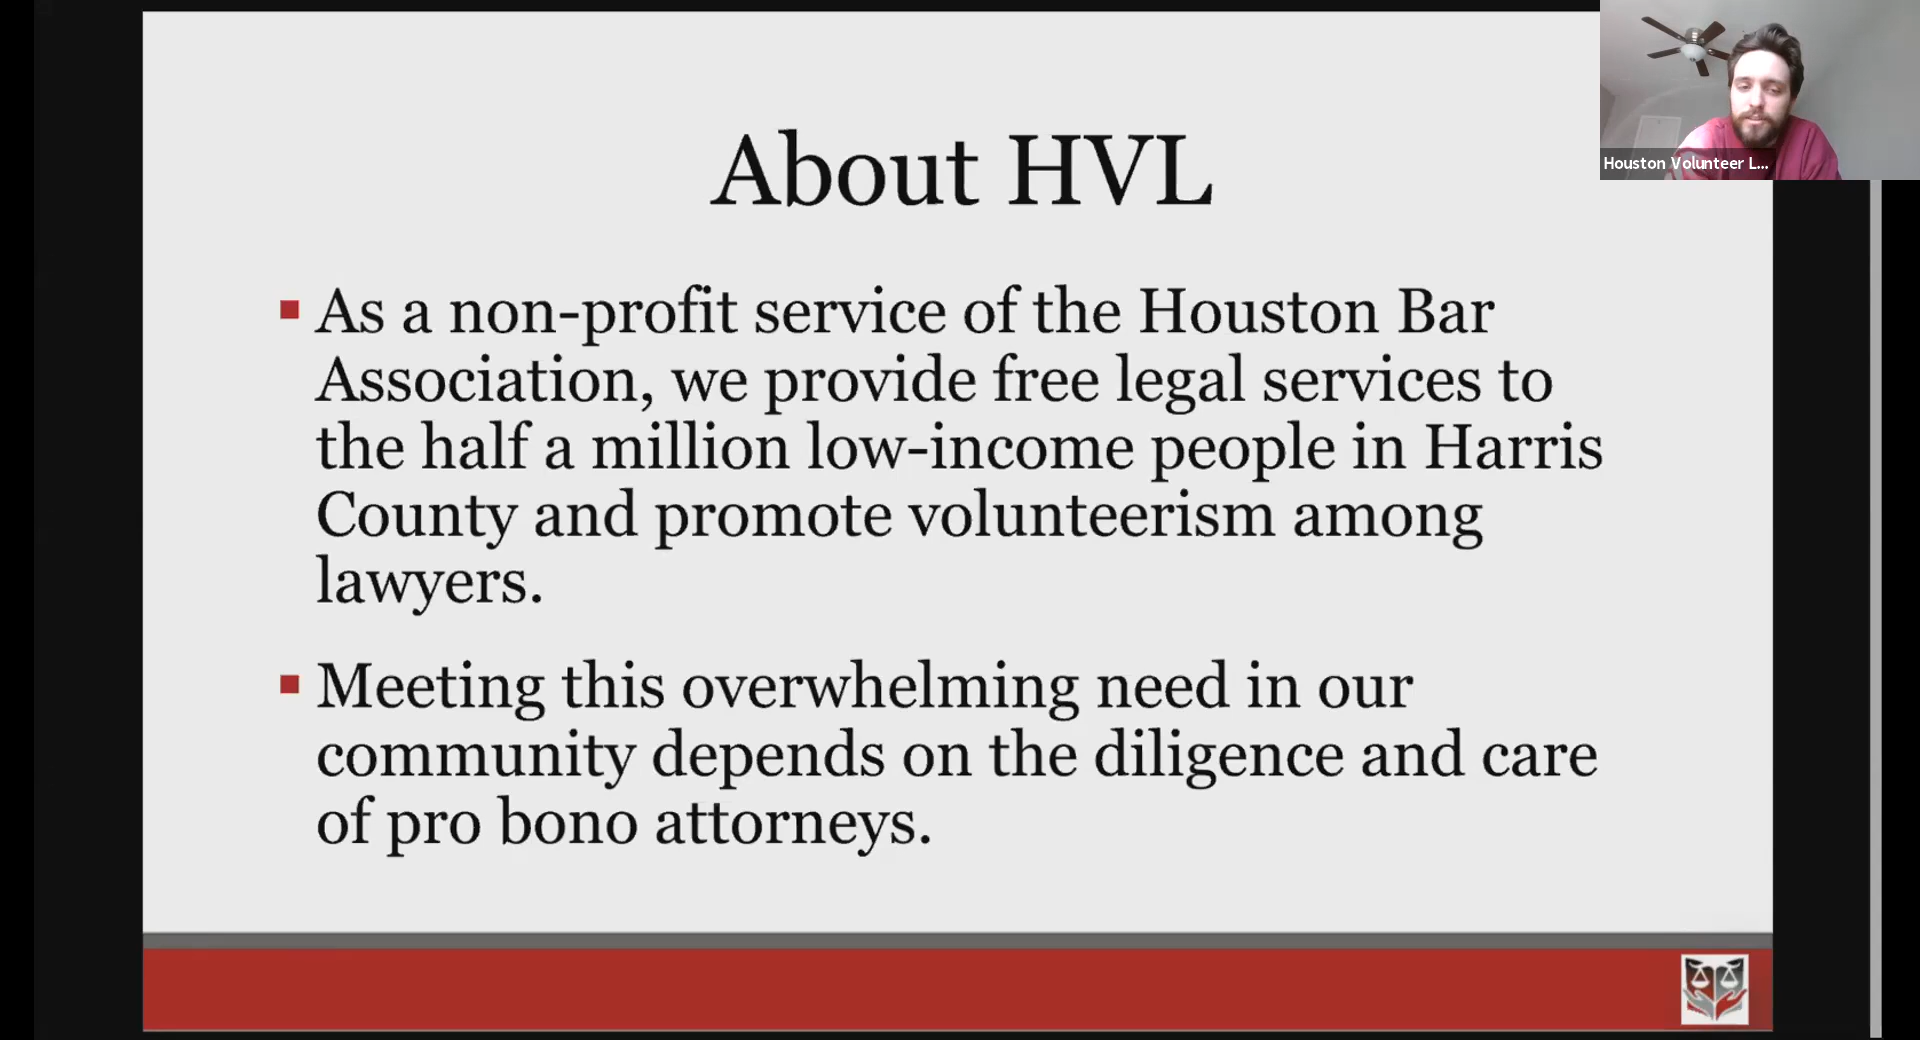 About HVL
As a non-profit service of the Houston Bar
Association, we provide free legal services to
the half a million low-income people in Harris
County and promote volunteerism among
lawyers.
Meeting this overwhelming need in our
community depends on the diligence and care
of pro bono attorneys.
Houston Volunteer L...